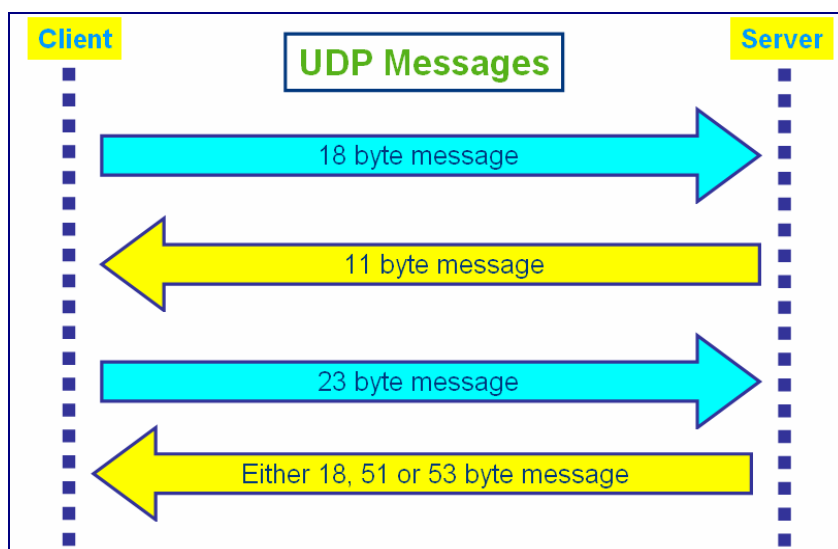 Client
Server
UDP Messages
18 byte message
11 byte message
23 byte message
Either 18, 51 or 53 byte message